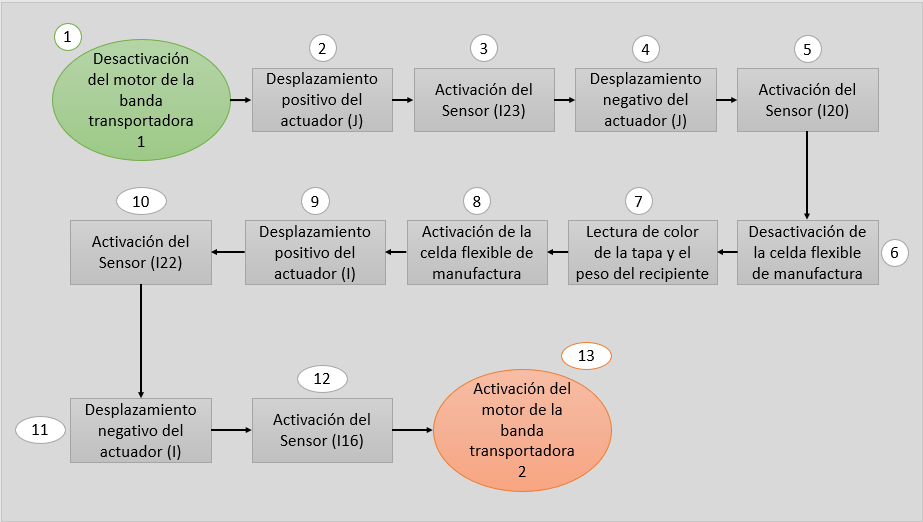 1
Desactivación
del motor de la
banda
transportadora
1
2
Desplazamiento
positivo del
actuador (J)
3
Activación del
Sensor (I23)
4
Desplazamiento
negativo del
actuador (J)
5
Activación del
Sensor (I20)
6
Desactivación de
la celda flexible
de manufactura
7
Lectura de color
de la tapa y el
peso del recipiente
8
Activación de la
celda flexible de
manufactura
9
Desplazamiento
positivo del
actuador (I)
10
Activación del
Sensor (I22)
11
Desplazamiento
negativo del
actuador (I)
12
Activación del
Sensor (I16)
13
Activación del
motor de la
banda
transportadora
2